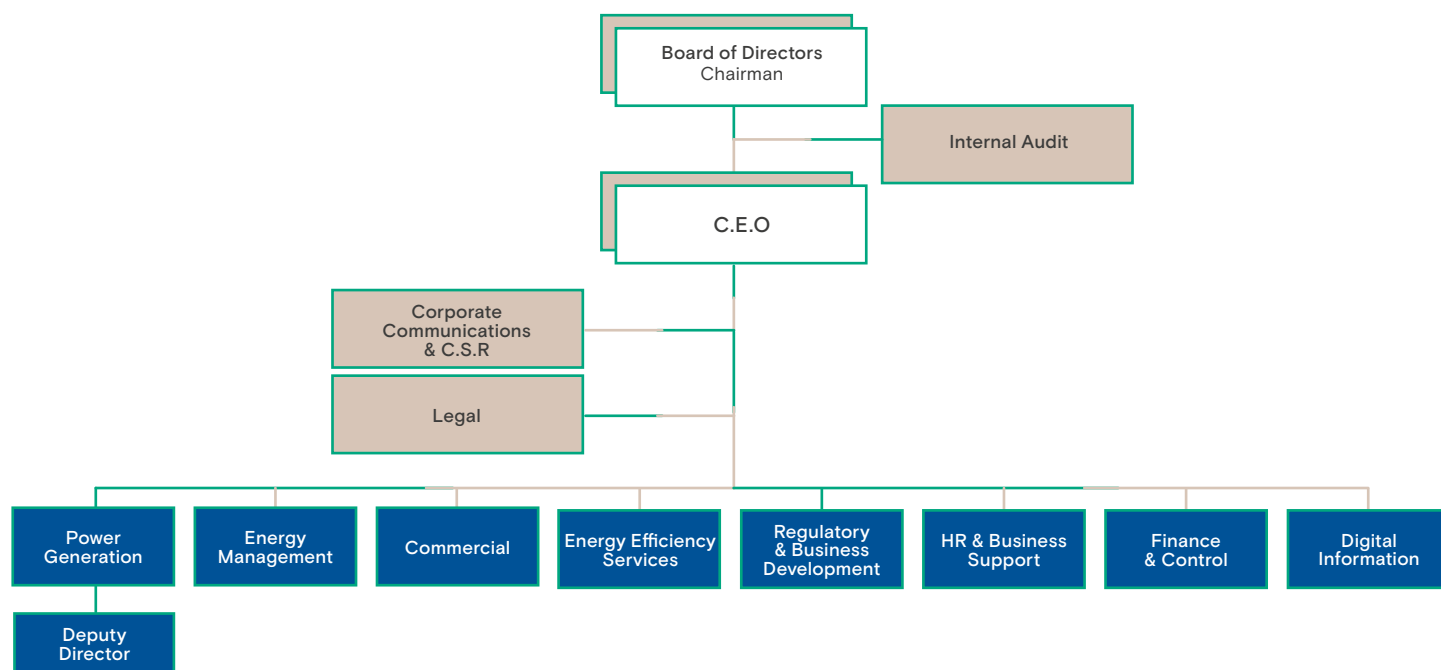 Board of Directors
Chairman
Internal Audit
C.E.O
Corporate
Communications
& C.S.R
Legal
Power
Generation
Energy
Management
Commercial
Energy Efficiency
Services
Regulatory
& Business
Development
HR & Business
Support
Finance
& Control
Digital
Information
Deputy
Director